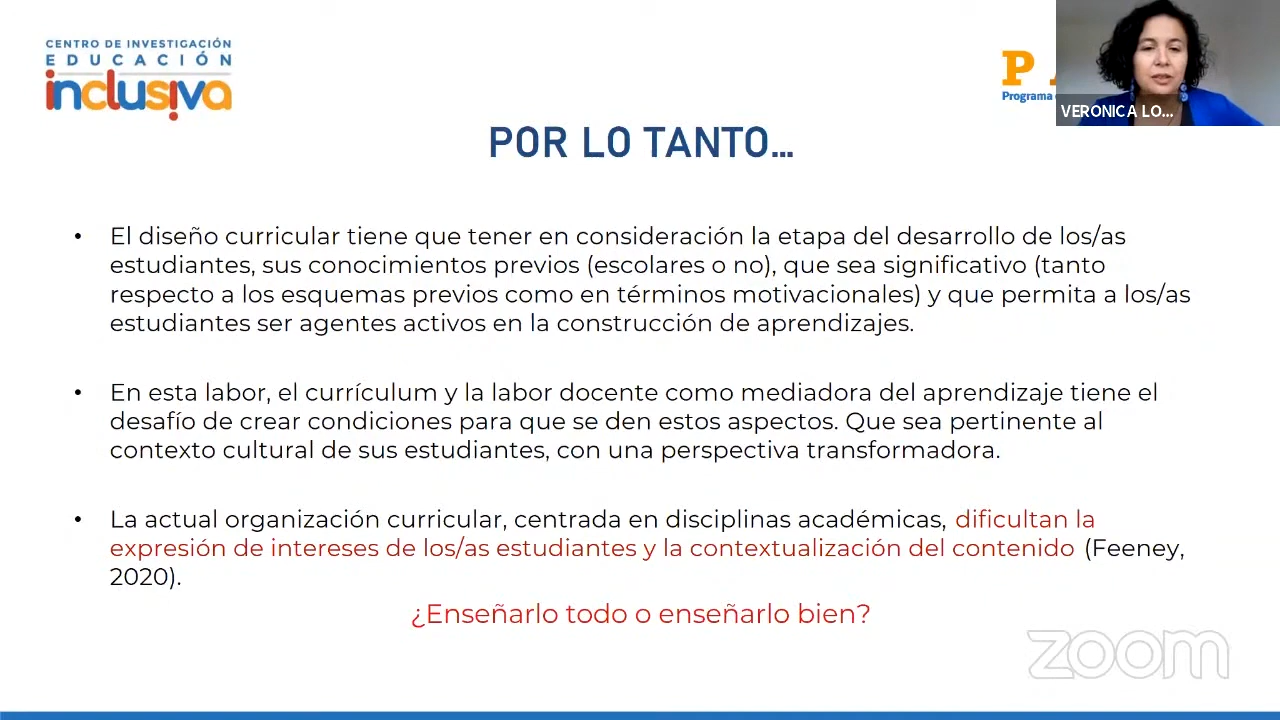 CENTRO DE INVESTIGACIÓN
EDUCACIÓN
inclusiva
P
Programa
VERONICA LO...
POR LO TANTO...
• El diseño curricular tiene que tener en consideración la etapa del desarrollo de los/as
estudiantes, sus conocimientos previos (escolares o no), que sea significativo (tanto
respecto a los esquemas previos como en términos motivacionales) y que permita a los/as
estudiantes ser agentes activos en la construcción de aprendizajes.
• En esta labor, el currículum y la labor docente como mediadora del aprendizaje tiene el
desafío de crear condiciones para que se den estos aspectos. Que sea pertinente al
contexto cultural de sus estudiantes, con una perspectiva transformadora.
• La actual organización curricular, centrada en disciplinas académicas, dificultan la
expresión de intereses de los/as estudiantes y la contextualización del contenido (Feeney,
2020).
¿Enseñarlo todo o enseñarlo bien?
zoom